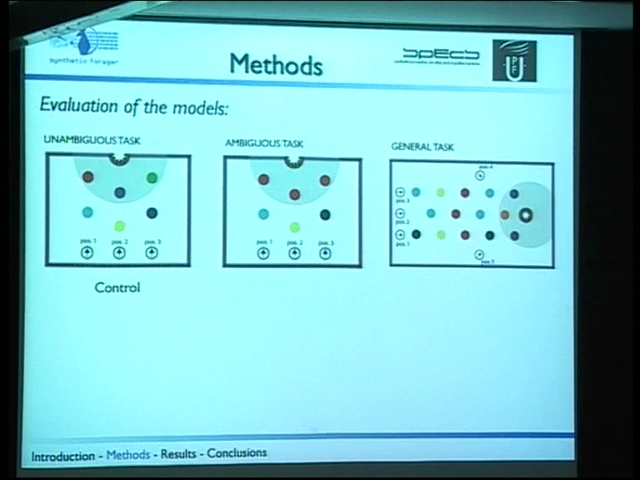 synthetic forager
Methods
specs
U
P F
Evaluation of the models:
UNAMBIGUOUS TASK
AMBIGUOUS TASK
GENERAL TASK
pos. 1 pos. 2 pos. 3
pos. 1 pos. 2 pos. 3
pos. 4
pos. 3
pos. 2
pos. 1
pos. 5
Control
Introduction - Methods - Results - Conclusions